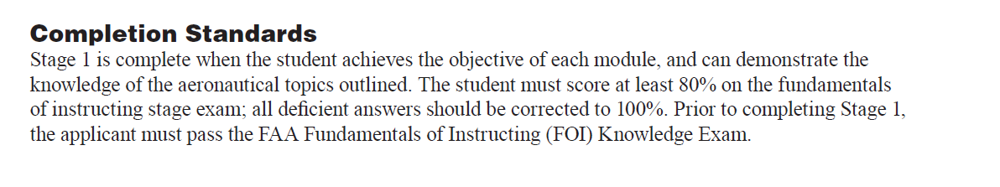 Completion Standards
Stage 1 is complete when the student achieves the objective of each module, and can demonstrate the
knowledge of the aeronautical topics outlined. The student must score at least 80% on the fundamentals
of instructing stage exam; all deficient answers should be corrected to 100%. Prior to completing Stage 1,
the applicant must pass the FAA Fundamentals of Instructing (FOI) Knowledge Exam.